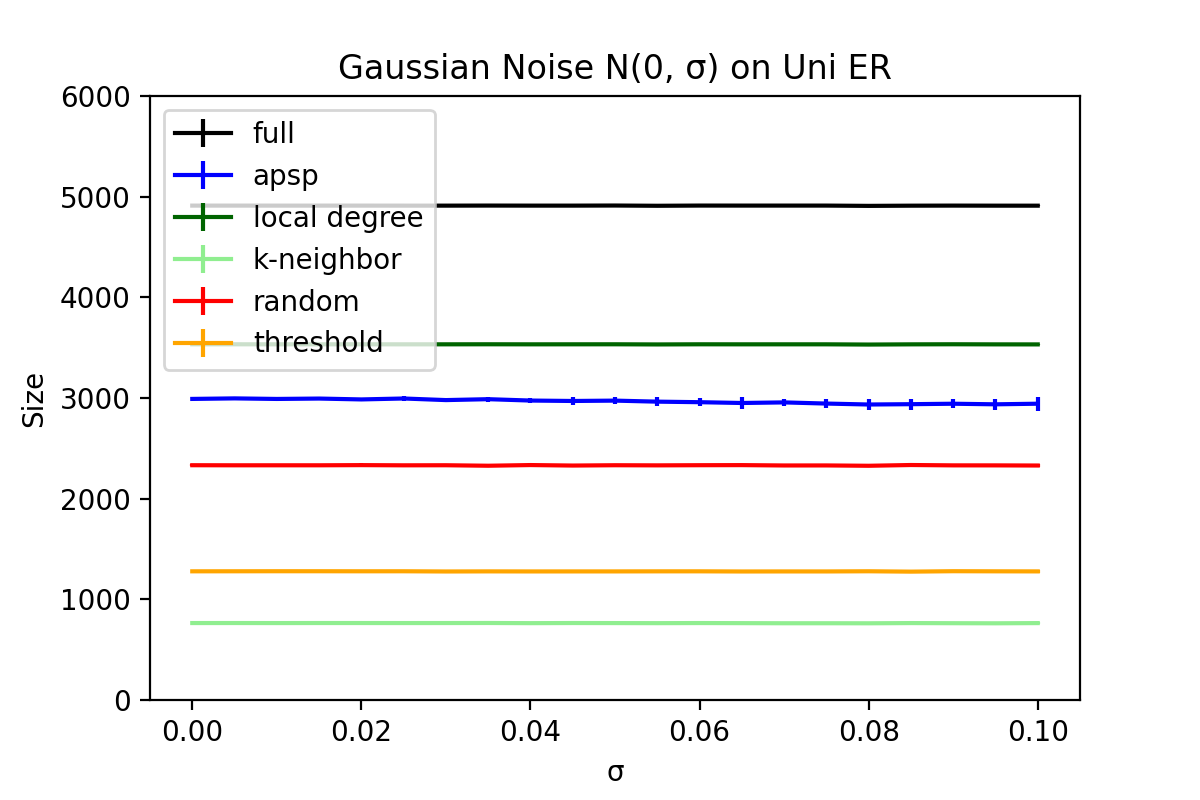 Gaussian Noise N(0, σ) on Uni ER
6000
5000
4000
3000
2000
1000
0
Size
full
apsp
local degree
k-neighbor
random
threshold
0.00 0.02 0.04 0.06 0.08 0.10
σ